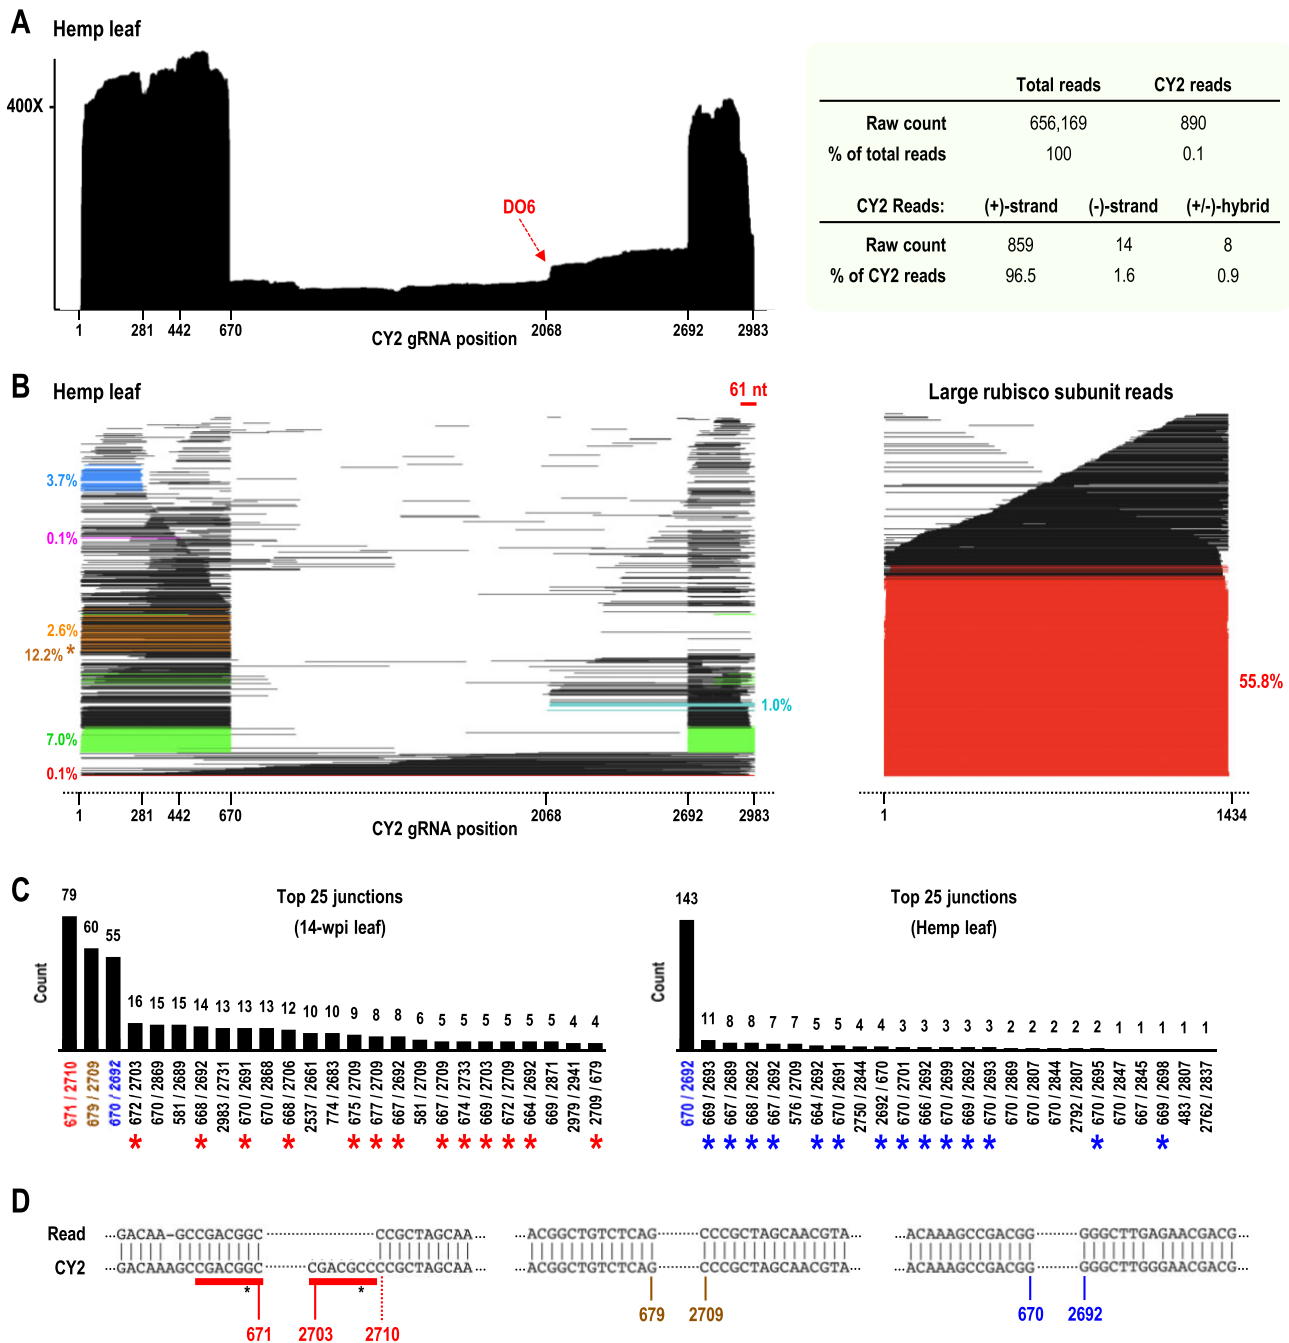 A
Hemp leaf
400X
DO6
1 281 442 670 2068 2692 2983
CY2 gRNA position
Total reads CY2 reads
Raw count 656,169 890
% of total reads 100 0.1
CY2 Reads: (+)-strand (-)-strand (+/-)-hybrid
Raw count 859 14 8
% of CY2 reads 96.5 1.6 0.9
B
Hemp leaf
61 nt
3.7%
0.1%
2.6%
12.2% *
1.0%
7.0%
0.1%
1 281 442 670 2068 2692 2983
CY2 gRNA position
Large rubisco subunit reads
55.8%
1 1434
C
Top 25 junctions
(14-wpi leaf)
Count
79 60 55 16 15 15 14 13 13 13 12 10 10 9 8 8 6 5 5 5 5 5 5 4 4
671 / 2710
679 / 2709
670 / 2692
672 / 2703
670 / 2869
581 / 2689
668 / 2692
2983 / 2731
670 / 2691
670 / 2868
668 / 2706
2537 / 2661
774 / 2684
675 / 2709
677 / 2709
667 / 2692
581 / 2709
667 / 2709
674 / 2733
669 / 2703
672 / 2709
664 / 2692
669 / 2871
2979 / 2941
2709 / 679
* * * * * * * * * * * *
Top 25 junctions
(Hemp leaf)
Count
143 11 8 8 7 7 5 5 4 4 3 3 3 3 3 2 2 2 2 2 1 1 1 1 1
670 / 2692
669 / 2693
667 / 2689
668 / 2692
667 / 2692
576 / 2709
664 / 2692
670 / 2691
2750 / 2844
2692 / 670
670 / 2701
666 / 2692
670 / 2699
669 / 2692
670 / 2693
670 / 2869
670 / 2807
670 / 2844
2792 / 2807
670 / 2695
670 / 2847
667 / 2845
669 / 2698
483 / 2807
2762 / 2837
* * * * * * * * * * * * * *
D
Read
···GACAA-GCCGACGGC CCGCTAGCAA···
CY2
GACAAAGCCGACGGC CGACGCCCCGCTAGCAA···
* *
671 2703 2710
···ACGGCTGTCTCAG CCCGCTAGCAACGTA···
···ACGGCTGTCTCAG CCCGCTAGCAACGTA···
679 2709
···ACAAAGCCGACGG GGGCTTGAGAACGACG···
···ACAAAGCCGACGG GGGCTTGGGAACGACG···
670 2692